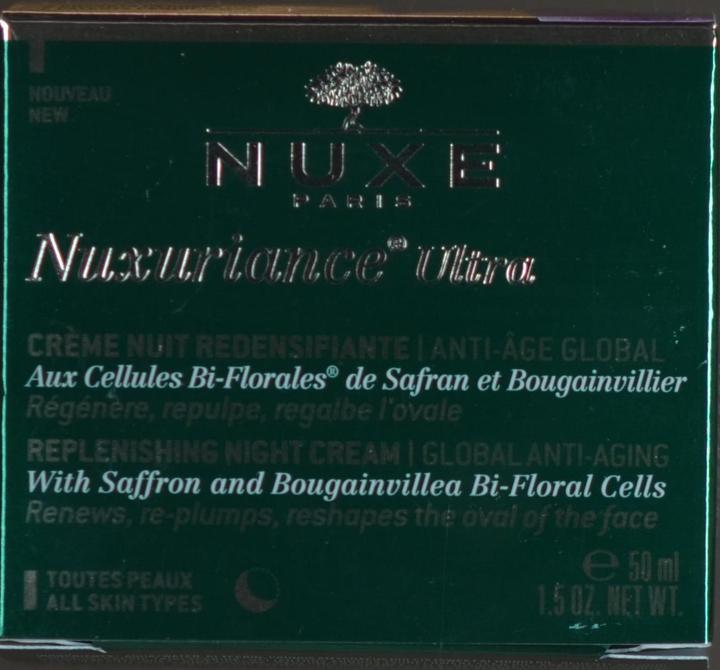 NOUVEAU
NEW
NUXE
PARIS
Nuxuriance® Ultra
CRÈME NUIT REDENSIFIANTE | ANTI-ÂGE GLOBAL
Aux Cellules Bi-Florales® de Safran et Bougainvillier
Régénère, repulpe, regalbe l'ovale
REPLENISHING NIGHT CREAM | GLOBAL ANTI-AGING
With Saffron and Bougainvillea Bi-Floral Cells
Renews, re-plumps, reshapes the oval of the face
TOUTES PEAUX
ALL SKIN TYPES
℮ 50 ml
1.5 OZ. NET WT.